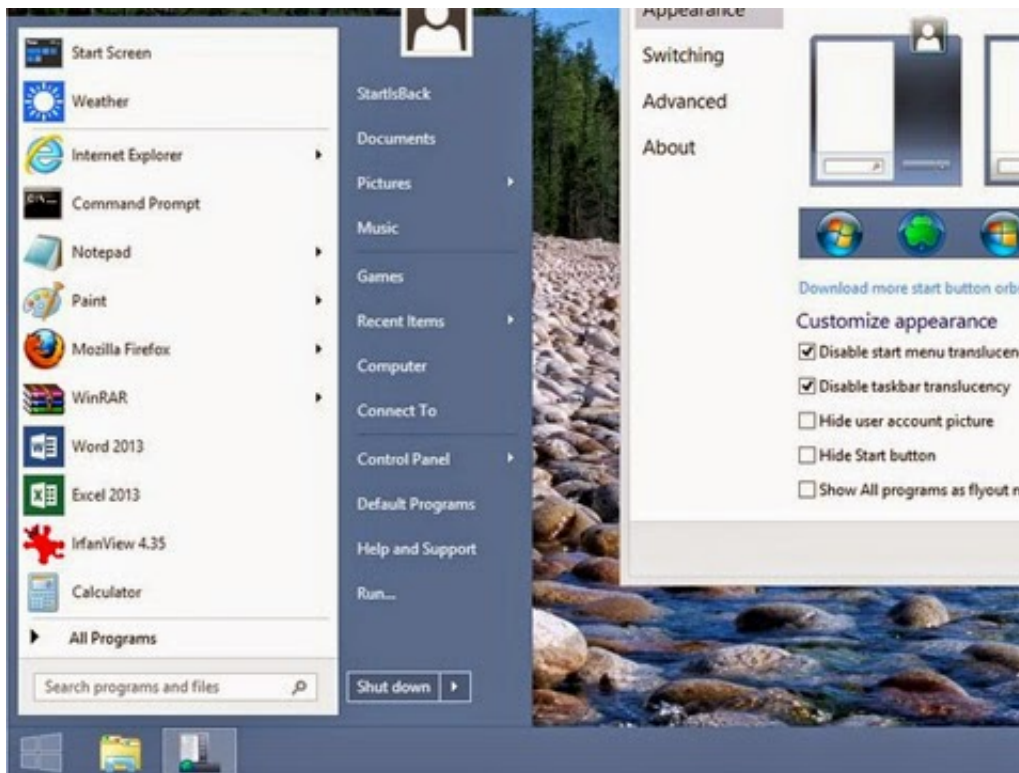 Start Screen
Weather
Internet Explorer
Command Prompt
Notepad
Paint
Mozilla Firefox
WinRAR
Word 2013
Excel 2013
IrfanView 4.35
Calculator
All Programs
Search programs and files
StartIsBack
Documents
Pictures
Music
Games
Recent Items
Computer
Connect To
Control Panel
Default Programs
Help and Support
Run...
Shut down
Appearance
Switching
Advanced
About
Download more start button orbs
Customize appearance
Disable start menu translucen
Disable taskbar translucency
Hide user account picture
Hide Start button
Show All programs as flyout